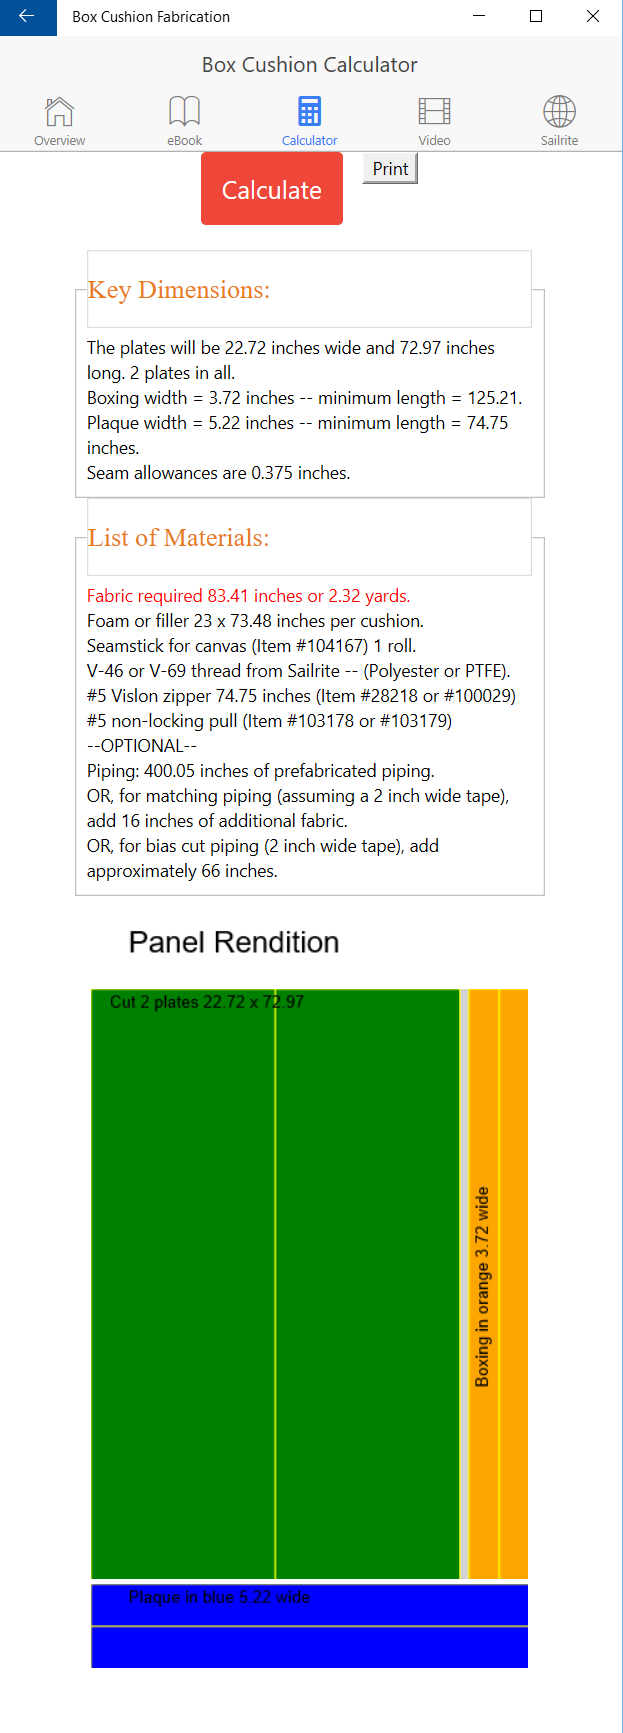 Box Cushion Fabrication
Box Cushion Calculator
Overview
eBook
Calculator
Video
Sailrite
Calculate
Print
Key Dimensions:
The plates will be 22.72 inches wide and 72.97 inches
long. 2 plates in all.
Boxing width = 3.72 inches -- minimum length = 125.21.
Plaque width = 5.22 inches -- minimum length = 74.75
inches.
Seam allowances are 0.375 inches.
List of Materials:
Fabric required 83.41 inches or 2.32 yards.
Foam or filler 23 x 73.48 inches per cushion.
Seamstick for canvas (Item #104167) 1 roll.
V-46 or V-69 thread from Sailrite -- (Polyester or PTFE).
#5 Vislon zipper 74.75 inches (Item #28218 or #100029)
#5 non-locking pull (Item #103178 or #103179)
--OPTIONAL--
Piping: 400.05 inches of prefabricated piping.
OR, for matching piping (assuming a 2 inch wide tape),
add 16 inches of additional fabric.
OR, for bias cut piping (2 inch wide tape), add
approximately 66 inches.
Panel Rendition
Cut 2 plates 22.72 x 72.97
Boxing in orange 3.72 wide
Plaque in blue 5.22 wide